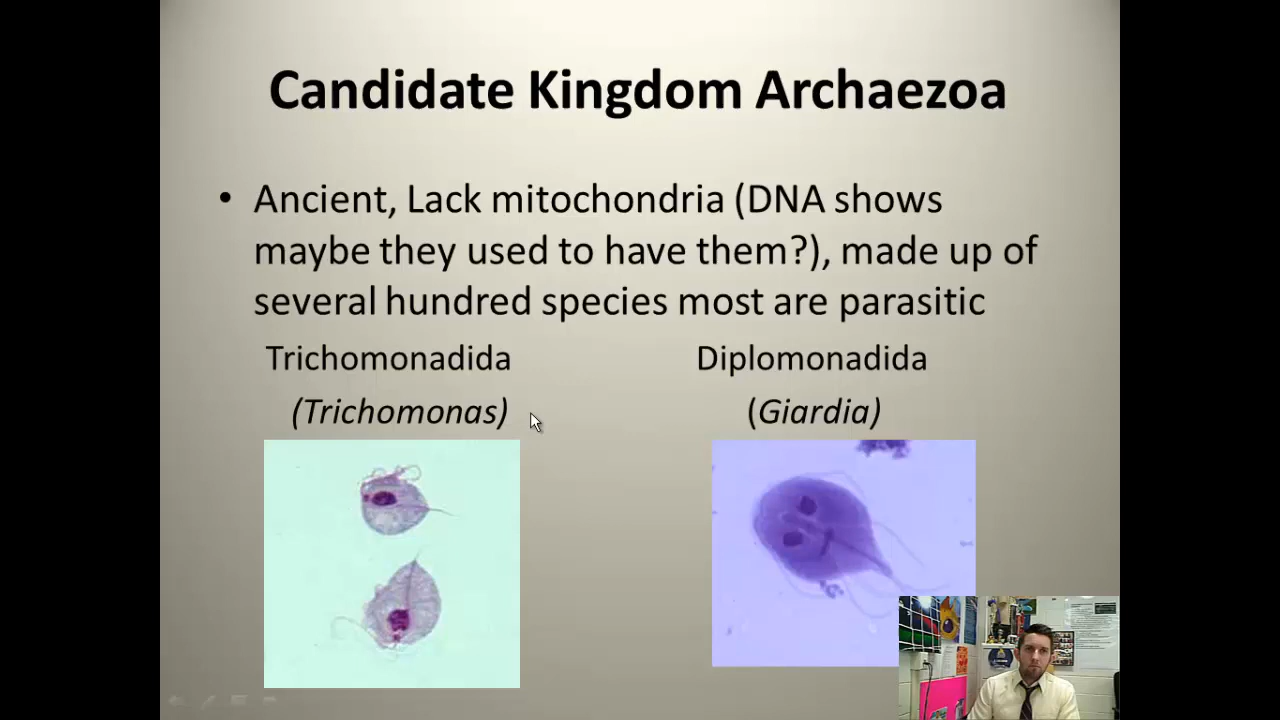 Candidate Kingdom Archaezoa
• Ancient, Lack mitochondria (DNA shows
maybe they used to have them?), made up of
several hundred species most are parasitic
Trichomonadida
(Trichomonas)
Diplomonadida
(Giardia)